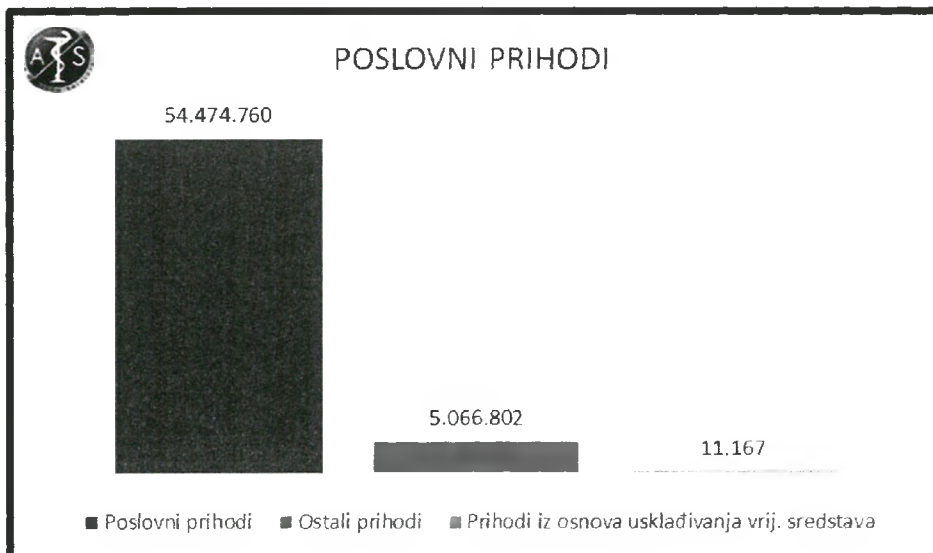 A S
POSLOVNI PRIHODI
54.474.760
5.066.802
11.167
Poslovni prihodi Ostali prihodi Prihodi iz osnova usklađivanja vrij. sredstava